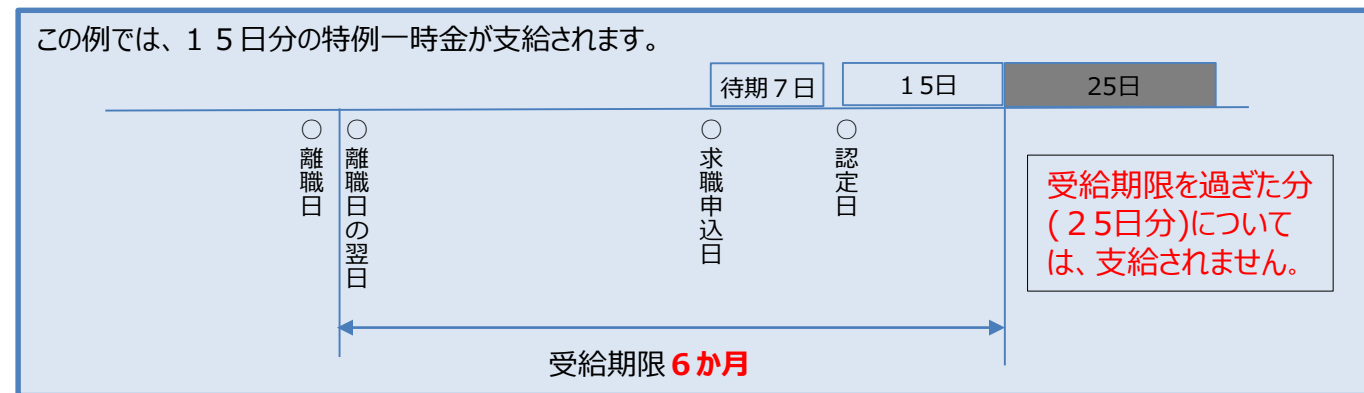 この例では、１５日分の特例一時金が支給されます。
待期７日
１５日
25日
○離職日
○離職日の翌日
○求職申込日
○認定日
受給期限を過ぎた分
(２５日分)について
は、支給されません。
受給期限６か月